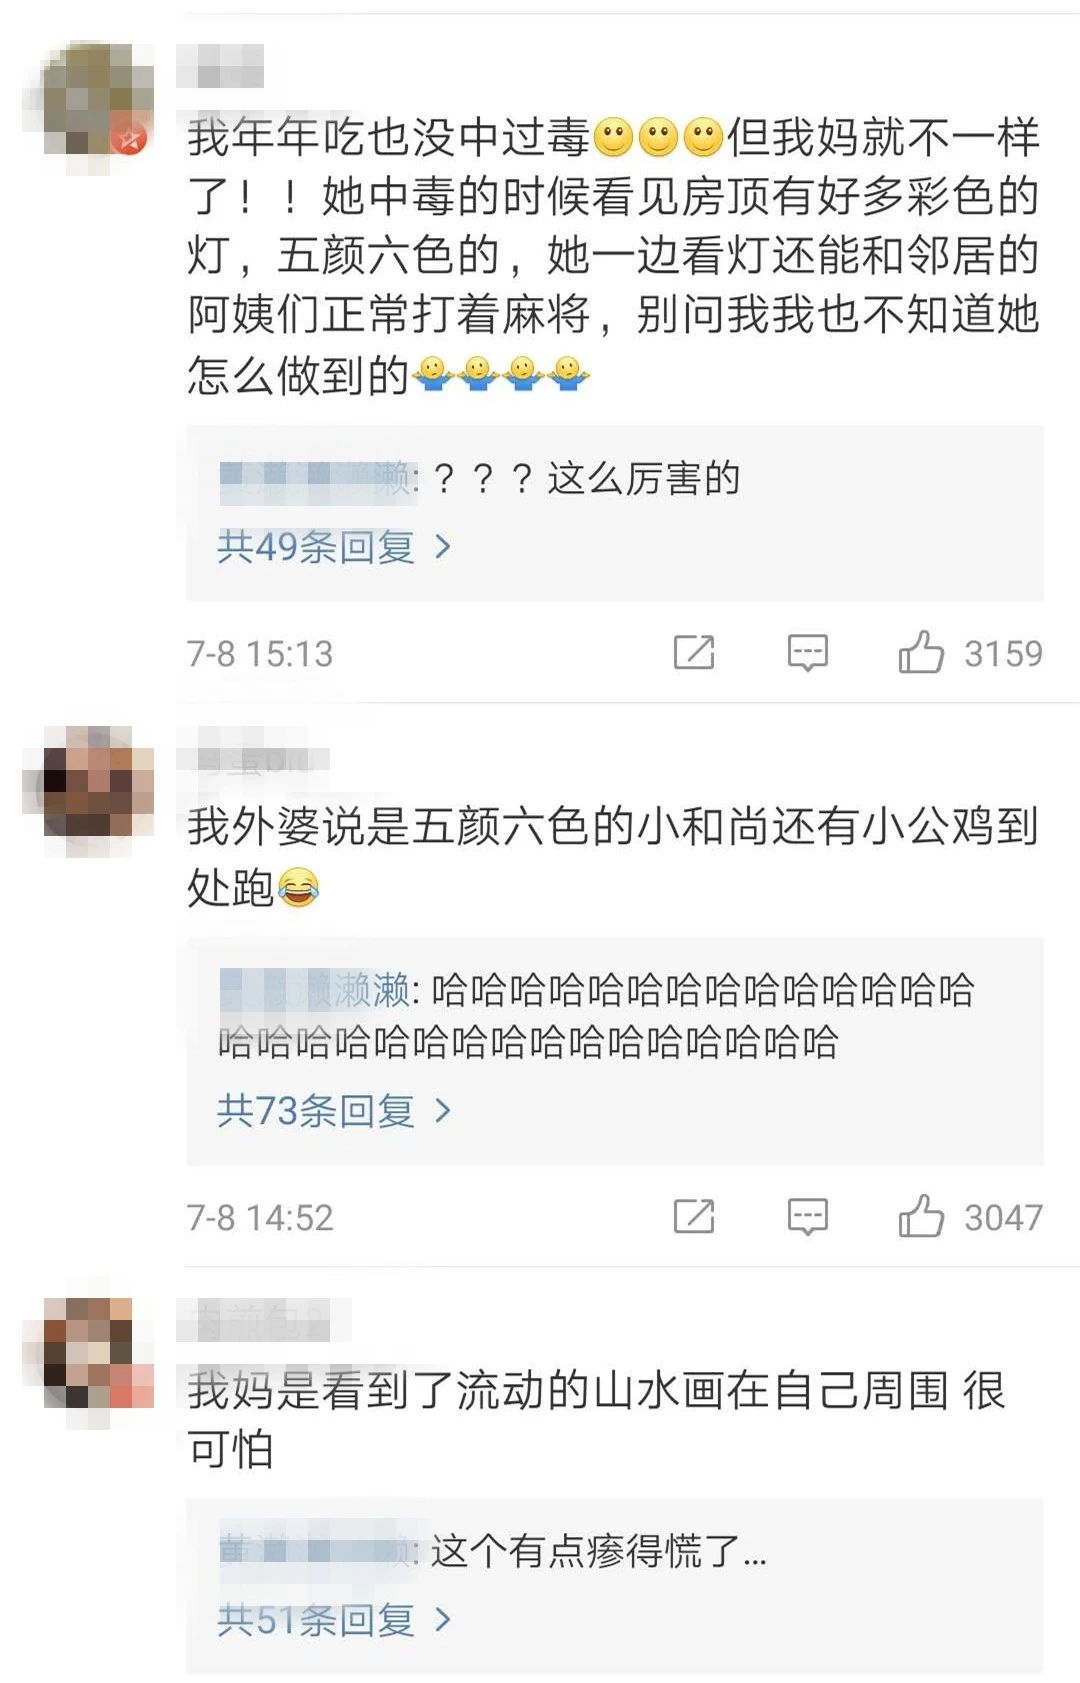 我年年吃也没中过毒🙂🙂🙂但我妈就不一样
了！！她中毒的时候看见房顶有好多彩色的
灯，五颜六色的，她一边看灯还能和邻居的
阿姨们正常打着麻将，别问我我也不知道她
怎么做到的🤷🤷🤷🤷
濑:？？？这么厉害的
共49条回复 >
7-8 15:13
3159
我外婆说是五颜六色的小和尚还有小公鸡到
处跑😂
濑濑:哈哈哈哈哈哈哈哈哈哈哈哈哈哈
哈哈哈哈哈哈哈哈哈哈哈哈哈哈哈哈
共73条回复 >
7-8 14:52
3047
我妈是看到了流动的山水画在自己周围 很
可怕
:这个有点瘆得慌了...
共51条回复 >